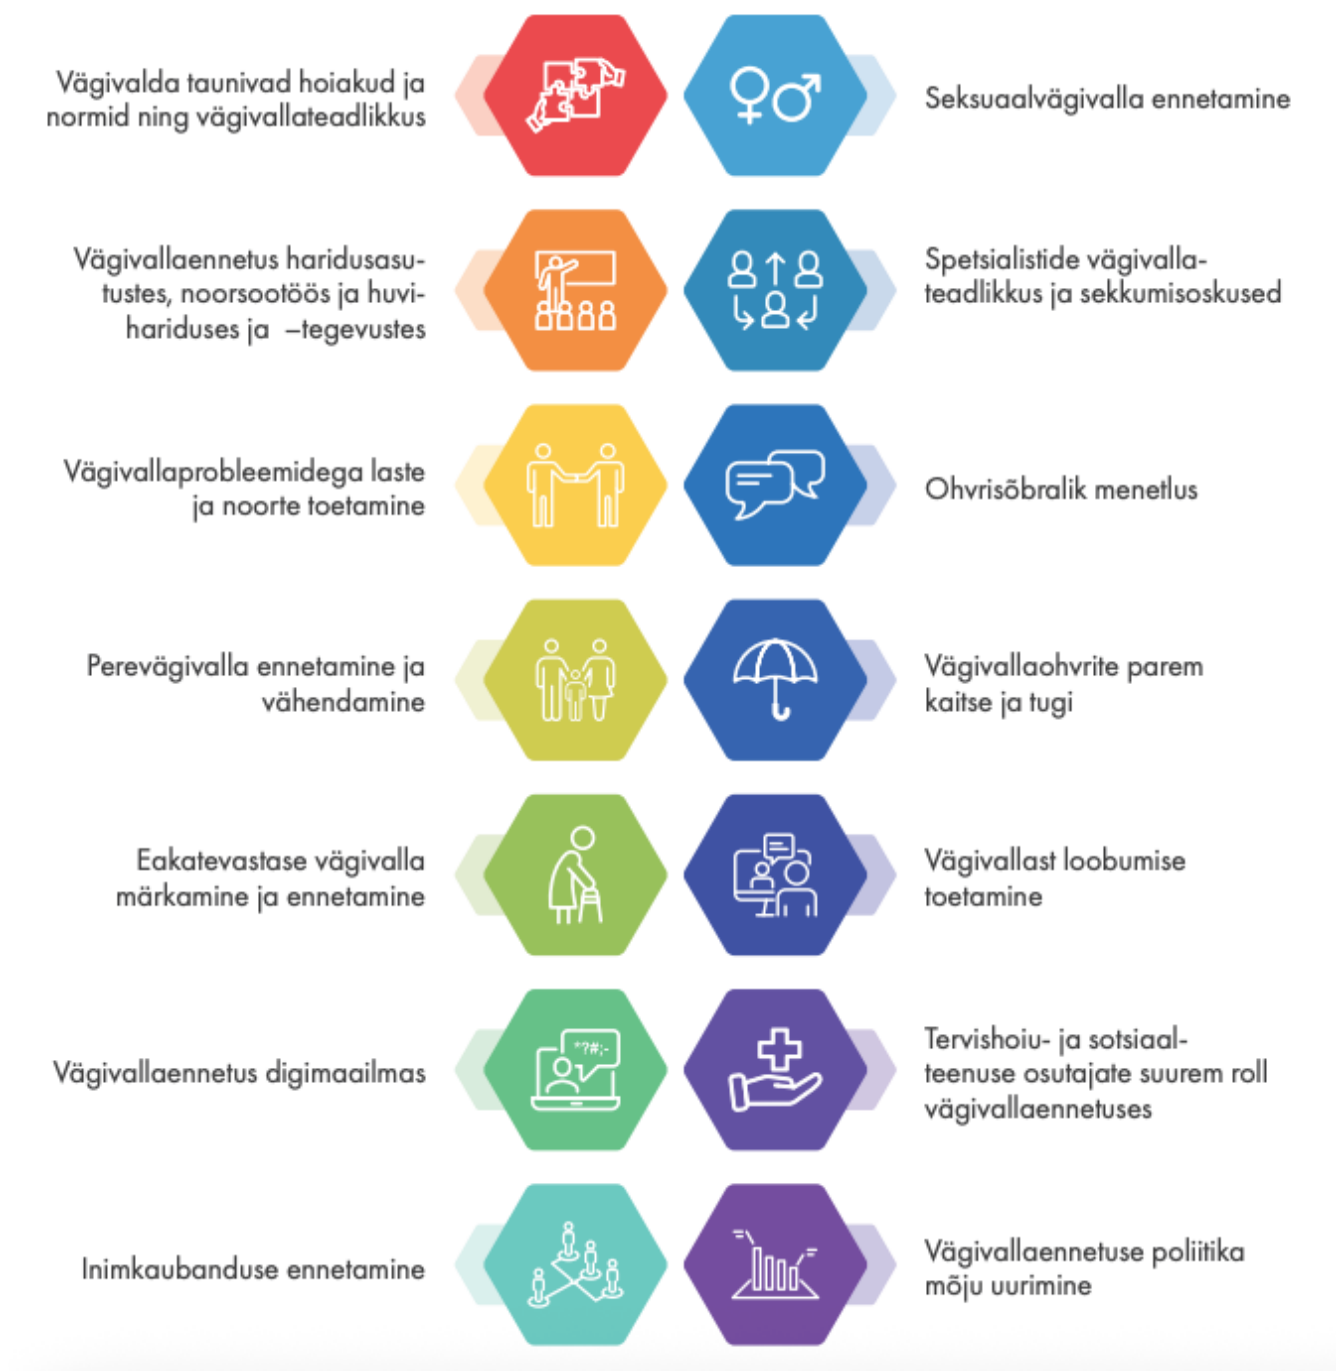 Vägivalda taunivad hoiakud ja
normid ning vägivallateadlikkus
Seksuaalvägivalla ennetamine
Vägivallaennetus haridusasu-
tustes, noorsootöös ja huvi-
hariduses ja –tegevustes
Spetsialistide vägivalla-
teadlikkus ja sekkumisoskused
Vägivallaprobleemidega laste
ja noorte toetamine
Ohvrisõbralik menetlus
Perevägivalla ennetamine ja
vähendamine
Vägivallaohvrite parem
kaitse ja tugi
Eakatevastase vägivalla
märkamine ja ennetamine
Vägivallast loobumise
toetamine
*?#;-
Vägivallaennetus digimaailmas
Tervishoiu- ja sotsiaal-
teenuse osutajate suurem roll
vägivallaennetuses
Inimkaubanduse ennetamine
Vägivallaennetuse poliitika
mõju uurimine